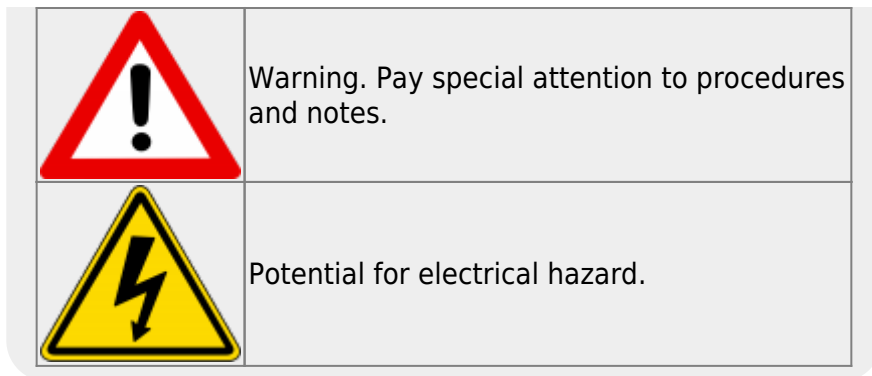 Warning. Pay special attention to procedures
and notes.
Potential for electrical hazard.